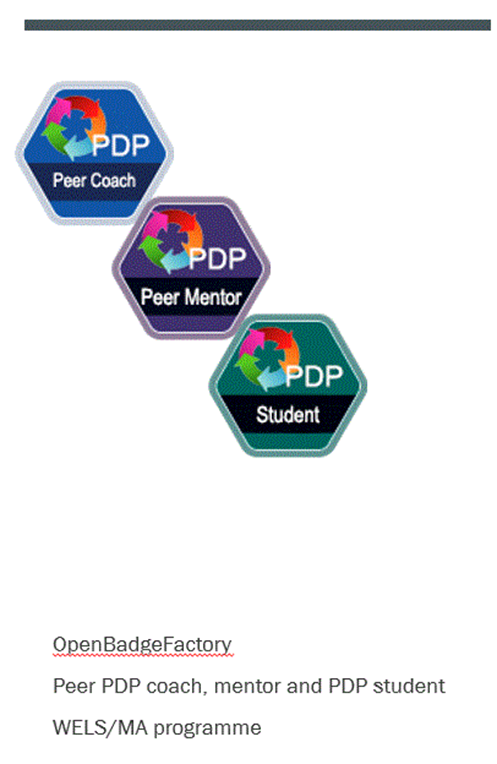 PDP
Peer Coach
PDP
Peer Mentor
PDP
Student
OpenBadgeFactory
Peer PDP coach, mentor and PDP student
WELS/MA programme